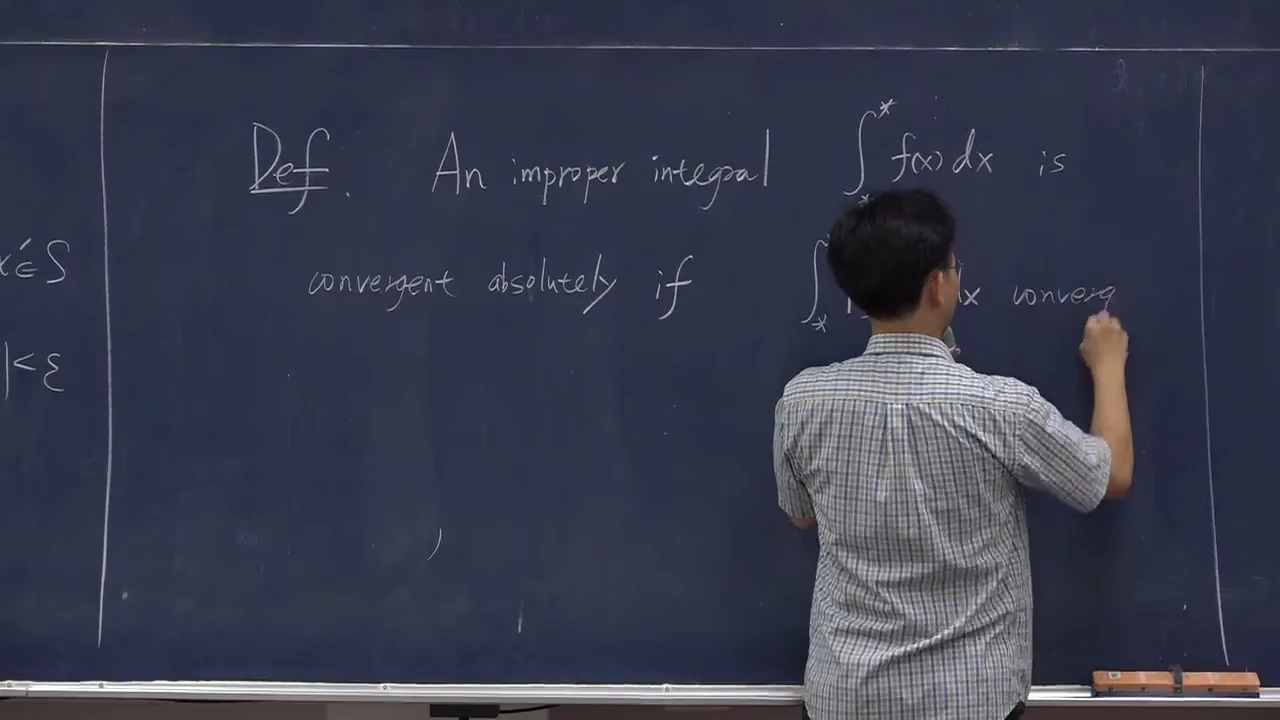 Def. An improper integral ∫_*^* f(x) dx is
convergent absolutely if ∫_* dx converg
x'∈S
|<ε